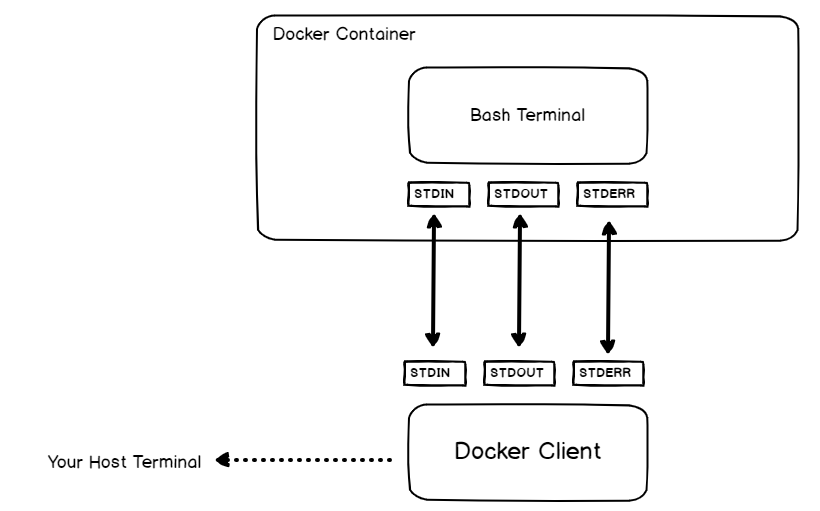 Docker Container
Bash Terminal
STDIN STDOUT STDERR
STDIN STDOUT STDERR
Docker Client
Your Host Terminal